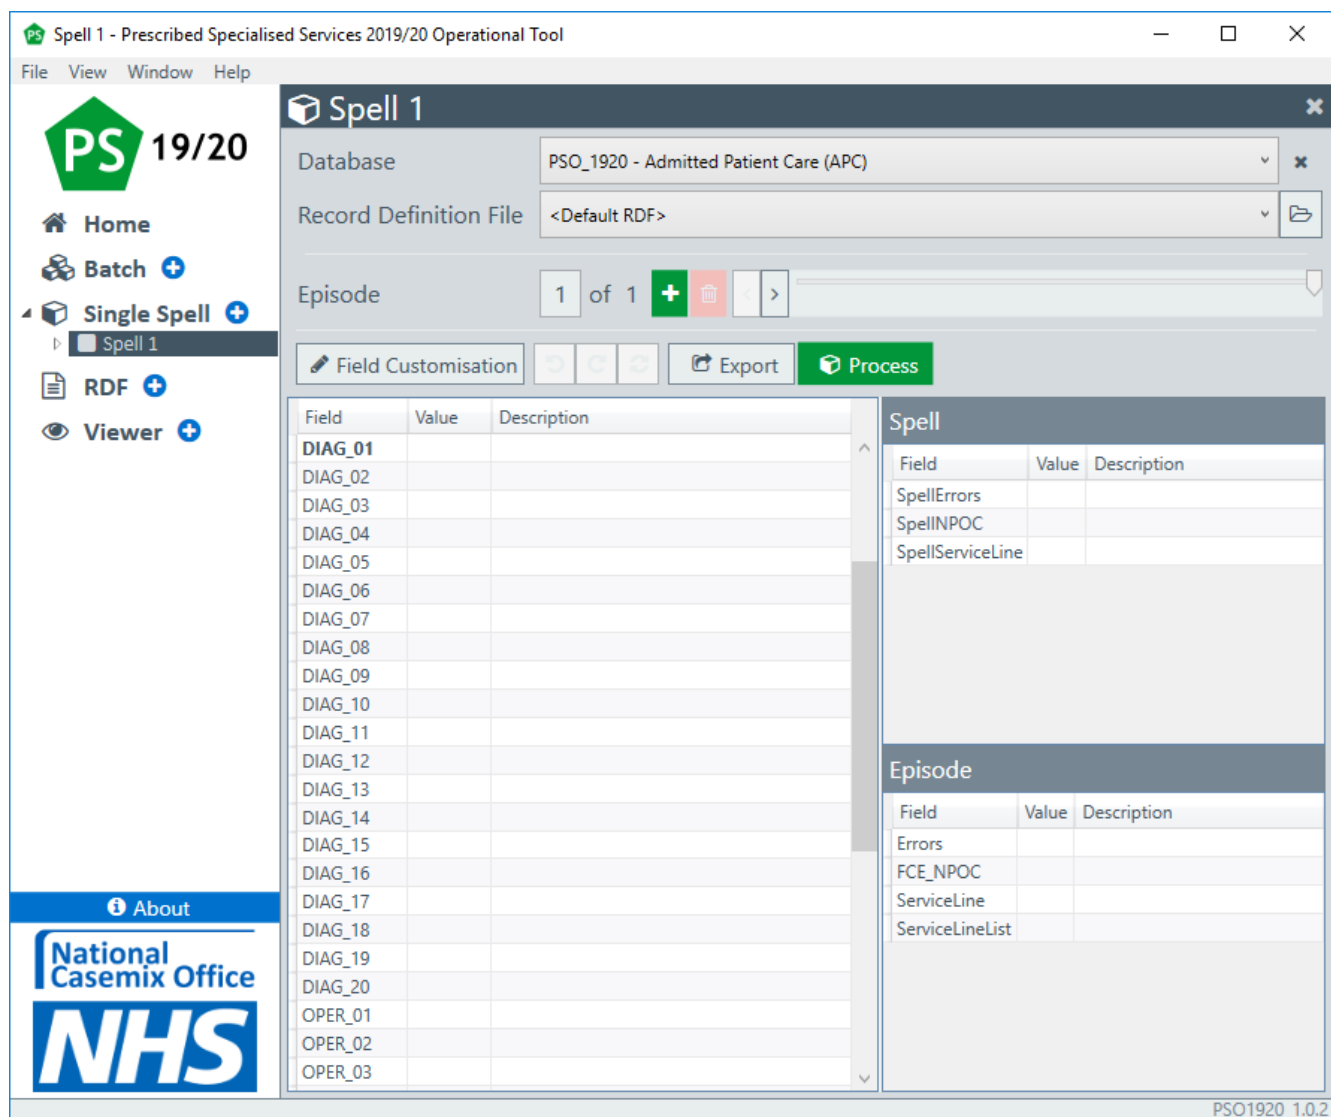 PS Spell 1 - Prescribed Specialised Services 2019/20 Operational Tool
File View Window Help
PS 19/20
Home
Batch
Single Spell
Spell 1
RDF
Viewer
About
National
Casemix Office
NHS
Spell 1
Database PSO_1920 - Admitted Patient Care (APC)
Record Definition File <Default RDF>
Episode 1 of 1
Field Customisation Export Process
Field Value Description
DIAG_01
DIAG_02
DIAG_03
DIAG_04
DIAG_05
DIAG_06
DIAG_07
DIAG_08
DIAG_09
DIAG_10
DIAG_11
DIAG_12
DIAG_13
DIAG_14
DIAG_15
DIAG_16
DIAG_17
DIAG_18
DIAG_19
DIAG_20
OPER_01
OPER_02
OPER_03
Spell
Field Value Description
SpellErrors
SpellNPOC
SpellServiceLine
Episode
Field Value Description
Errors
FCE_NPOC
ServiceLine
ServiceLineList
PSO1920 1.0.2